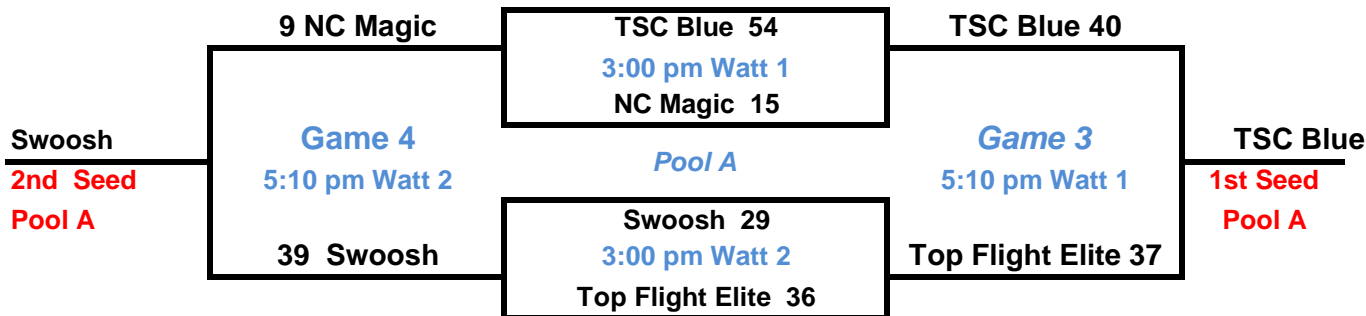 9 NC Magic
TSC Blue 54
TSC Blue 40
3:00 pm Watt 1
NC Magic 15
Swoosh
Game 4
Game 3
TSC Blue
2nd Seed
5:10 pm Watt 2
Pool A
5:10 pm Watt 1
1st Seed
Pool A
Swoosh 29
Pool A
39 Swoosh
3:00 pm Watt 2
Top Flight Elite 37
Top Flight Elite 36